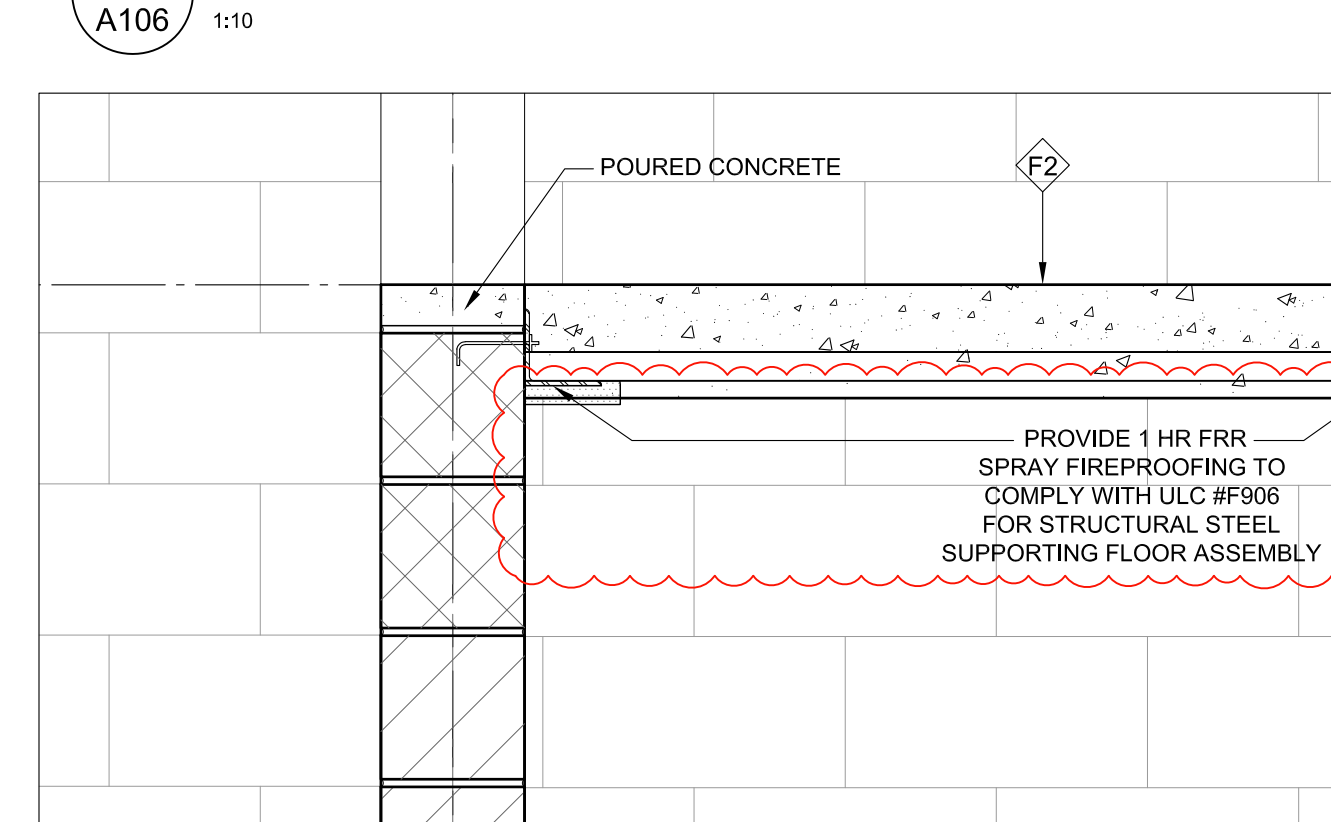 A106
1:10
POURED CONCRETE
F2
PROVIDE 1 HR FRR
SPRAY FIREPROOFING TO
COMPLY WITH ULC #F906
FOR STRUCTURAL STEEL
SUPPORTING FLOOR ASSEMBLY